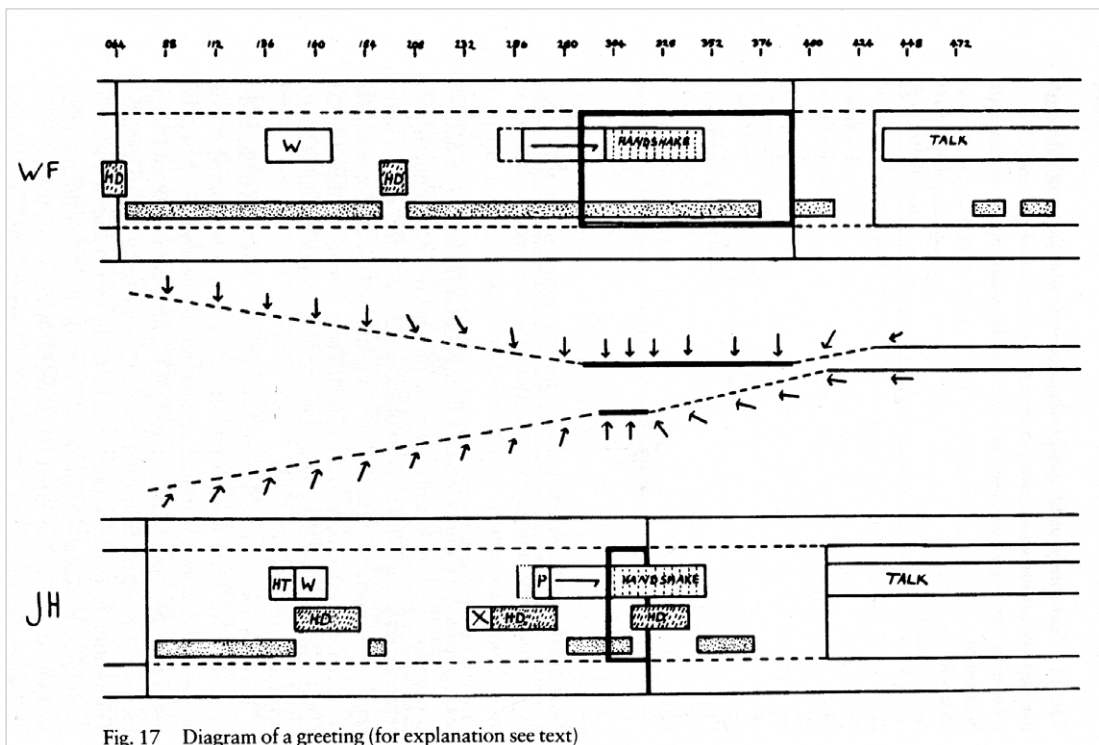 064 88 112 136 160 184 208 232 256 280 304 328 352 376 400 424 448 472
W HANDSHAKE TALK
WF
HD HD
HT W P HANDSHAKE TALK
JH
HD X HD HD
Fig. 17 Diagram of a greeting (for explanation see text)